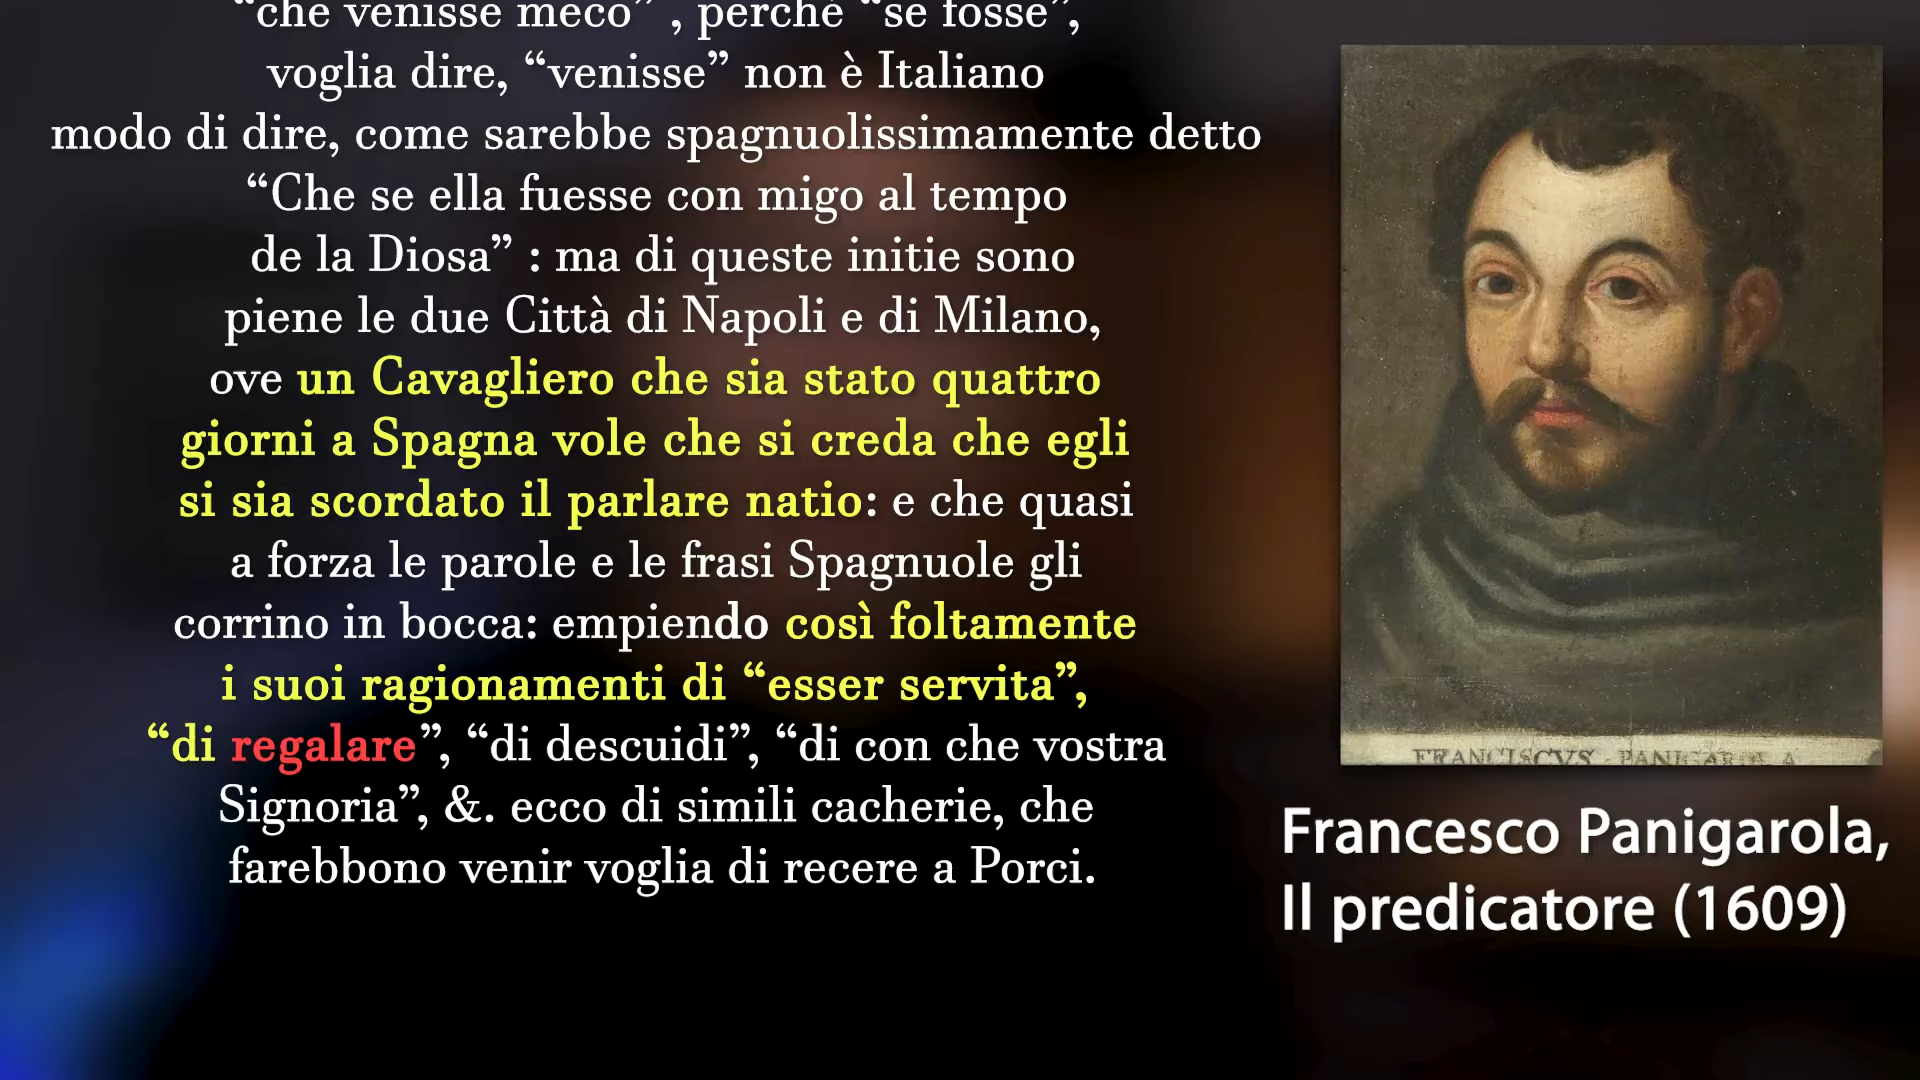 “che venisse meco” , perchè “se fosse”,
voglia dire, “venisse” non è Italiano
modo di dire, come sarebbe spagnuolissimamente detto
“Che se ella fuesse con migo al tempo
de la Diosa” : ma di queste initie sono
piene le due Città di Napoli e di Milano,
ove un Cavagliero che sia stato quattro
giorni a Spagna vole che si creda che egli
si sia scordato il parlare natio: e che quasi
a forza le parole e le frasi Spagnuole gli
corrino in bocca: empiendo così foltamente
i suoi ragionamenti di “esser servita”,
“di regalare”, “di descuidi”, “di con che vostra
Signoria”, &. ecco di simili cacherie, che
farebbono venir voglia di recere a Porci.
FRANCISCVS PANIGAROLA
Francesco Panigarola,
Il predicatore (1609)